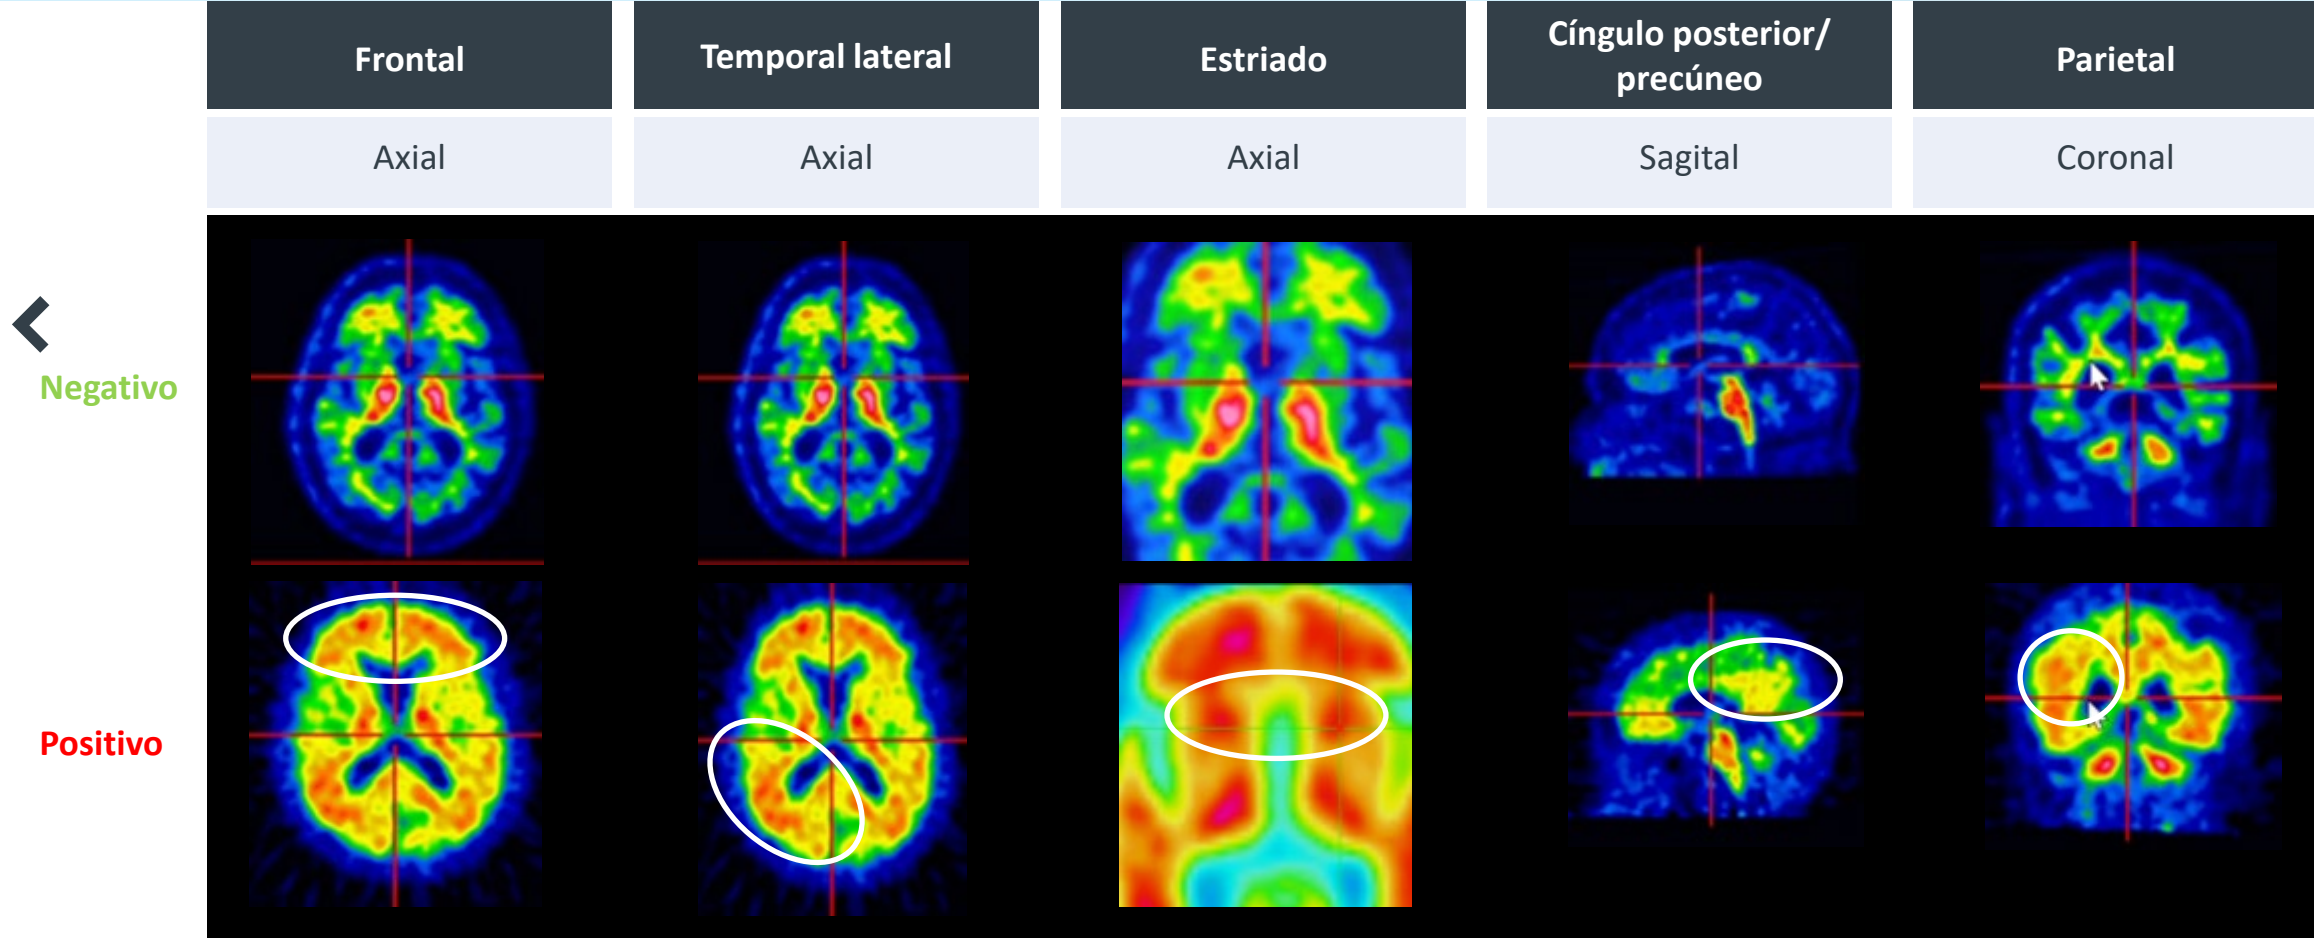 Frontal
Temporal lateral
Estriado
Cíngulo posterior/
precúneo
Parietal
Axial
Axial
Axial
Sagital
Coronal
Negativo
Positivo